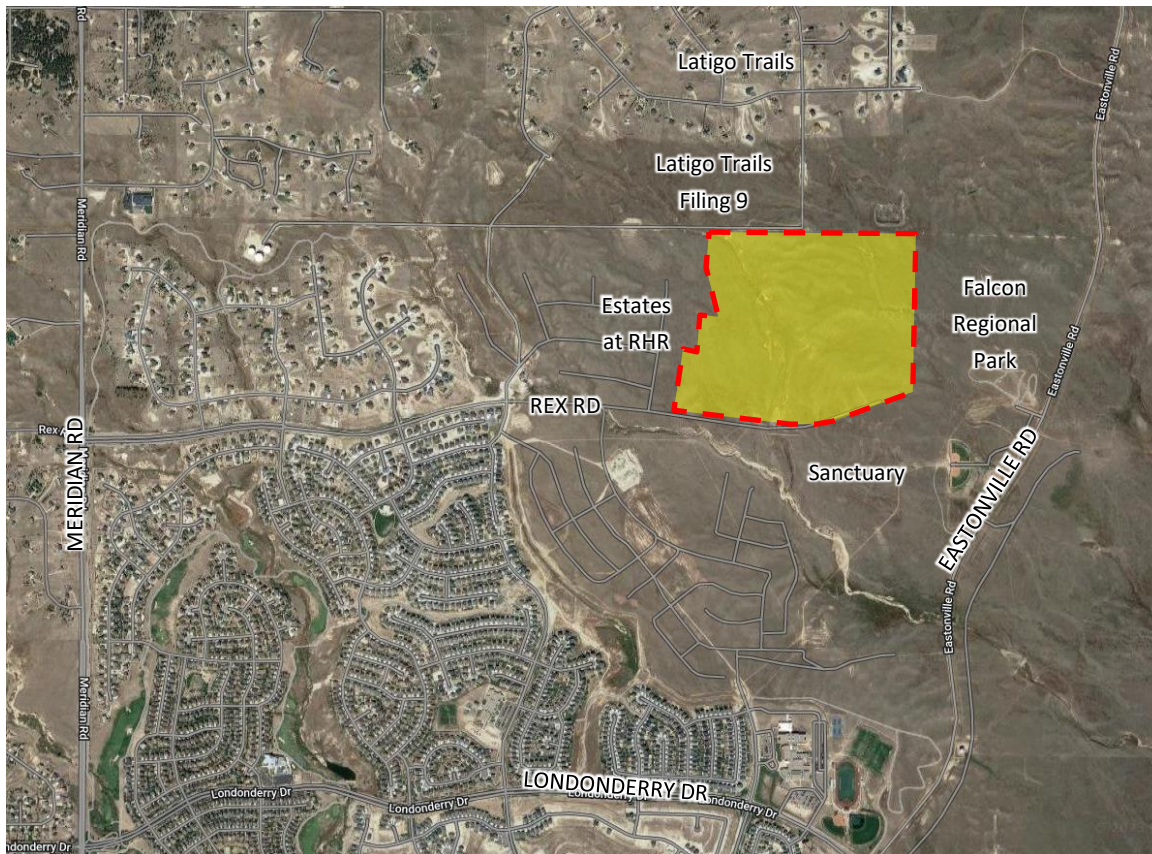 Rd
Latigo Trails
Eastonville Rd
Latigo Trails
Filing 9
Meridian Rd
Estates
at RHR
Falcon
Regional
Park
Eastonville Rd
REX RD
MERIDIAN RD
Sanctuary
EASTONVILLE RD
Eastonville Rd
Meridian Rd
LONDONDERRY DR
Londonderry Dr
Londonderry Dr
Londonderry Dr
ndonderry Dr